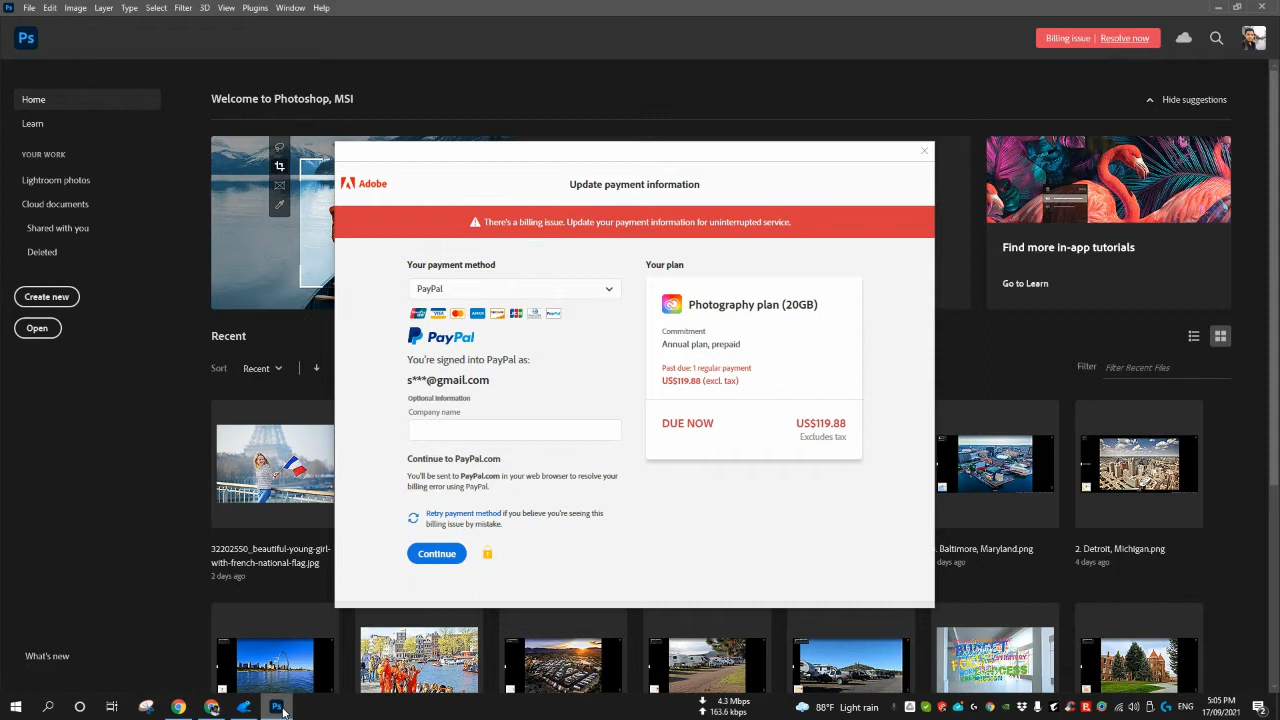 Ps File Edit Image Layer Type Select Filter 3D View Plugins Window Help
Ps
Billing issue | Resolve now
Home
Learn
YOUR WORK
Lightroom photos
Cloud documents
Shared with you
Deleted
Create new
Open
What's new
Welcome to Photoshop, MSI
Hide suggestions
Find more in-app tutorials
Go to Learn
Recent
Sort Recent
Filter Filter Recent Files
Adobe
Update payment information
There's a billing issue. Update your payment information for uninterrupted service.
Your payment method
PayPal
VISA
AMEX
PayPal
PayPal
You're signed into PayPal as:
s***@gmail.com
Optional Information
Company name
Continue to PayPal.com
You'll be sent to PayPal.com in your web browser to resolve your
billing error using PayPal.
Retry payment method if you believe you're seeing this
billing issue by mistake.
Continue
Your plan
Photography plan (20GB)
Commitment
Annual plan, prepaid
Past due: 1 regular payment
US$119.88 (excl. tax)
DUE NOW US$119.88
Excludes tax
32202550_beautiful-young-girl-
with-french-national-flag.jpg
2 days ago
. Baltimore, Maryland.png
days ago
2. Detroit, Michigan.png
4 days ago
Ps
4.3 Mbps
163.6 kbps
88°F Light rain
5:05 PM
17/09/2021
2